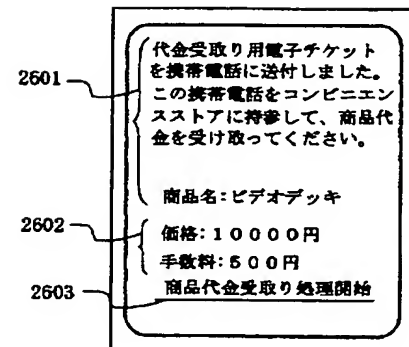 代金受取り用電子チケット
を携帯電話に送付しました。
2601
この携帯電話をコンビニエン
スストアに持参して、商品代
金を受け取ってください。
商品名:ビデオデッキ
2602
価格:10000円
手数料:500円
2603
商品代金受取り処理開始